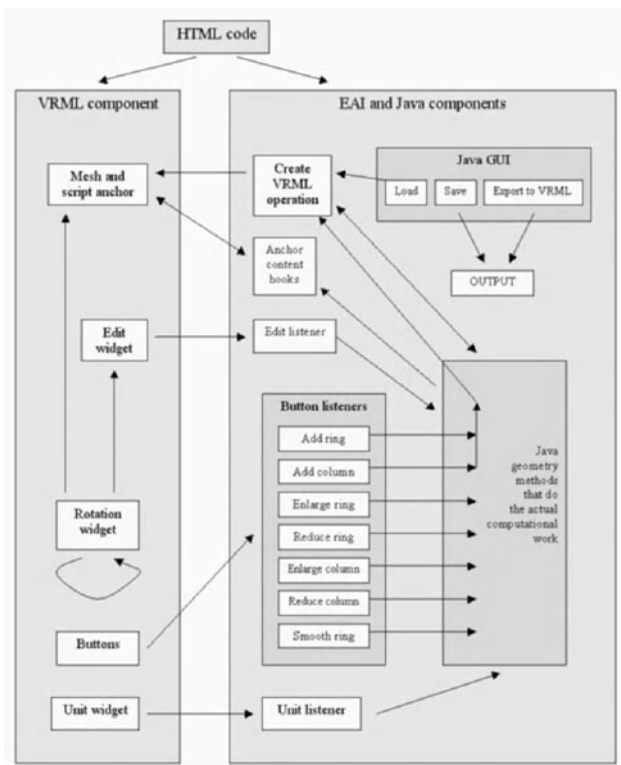 HTML code
VRML component
EAI and Java components
Mesh and
script anchor
Create
VRML
operation
Java GUI
Load
Save
Export to VRML
Anchor
content
hooks
OUTPUT
Edit
widget
Edit listener
Button listeners
Add ring
Add column
Enlarge ring
Reduce ring
Enlarge column
Reduce column
Smooth ring
Java
geometry
methods
that do
the actual
computational
work
Rotation
widget
Buttons
Unit widget
Unit listener